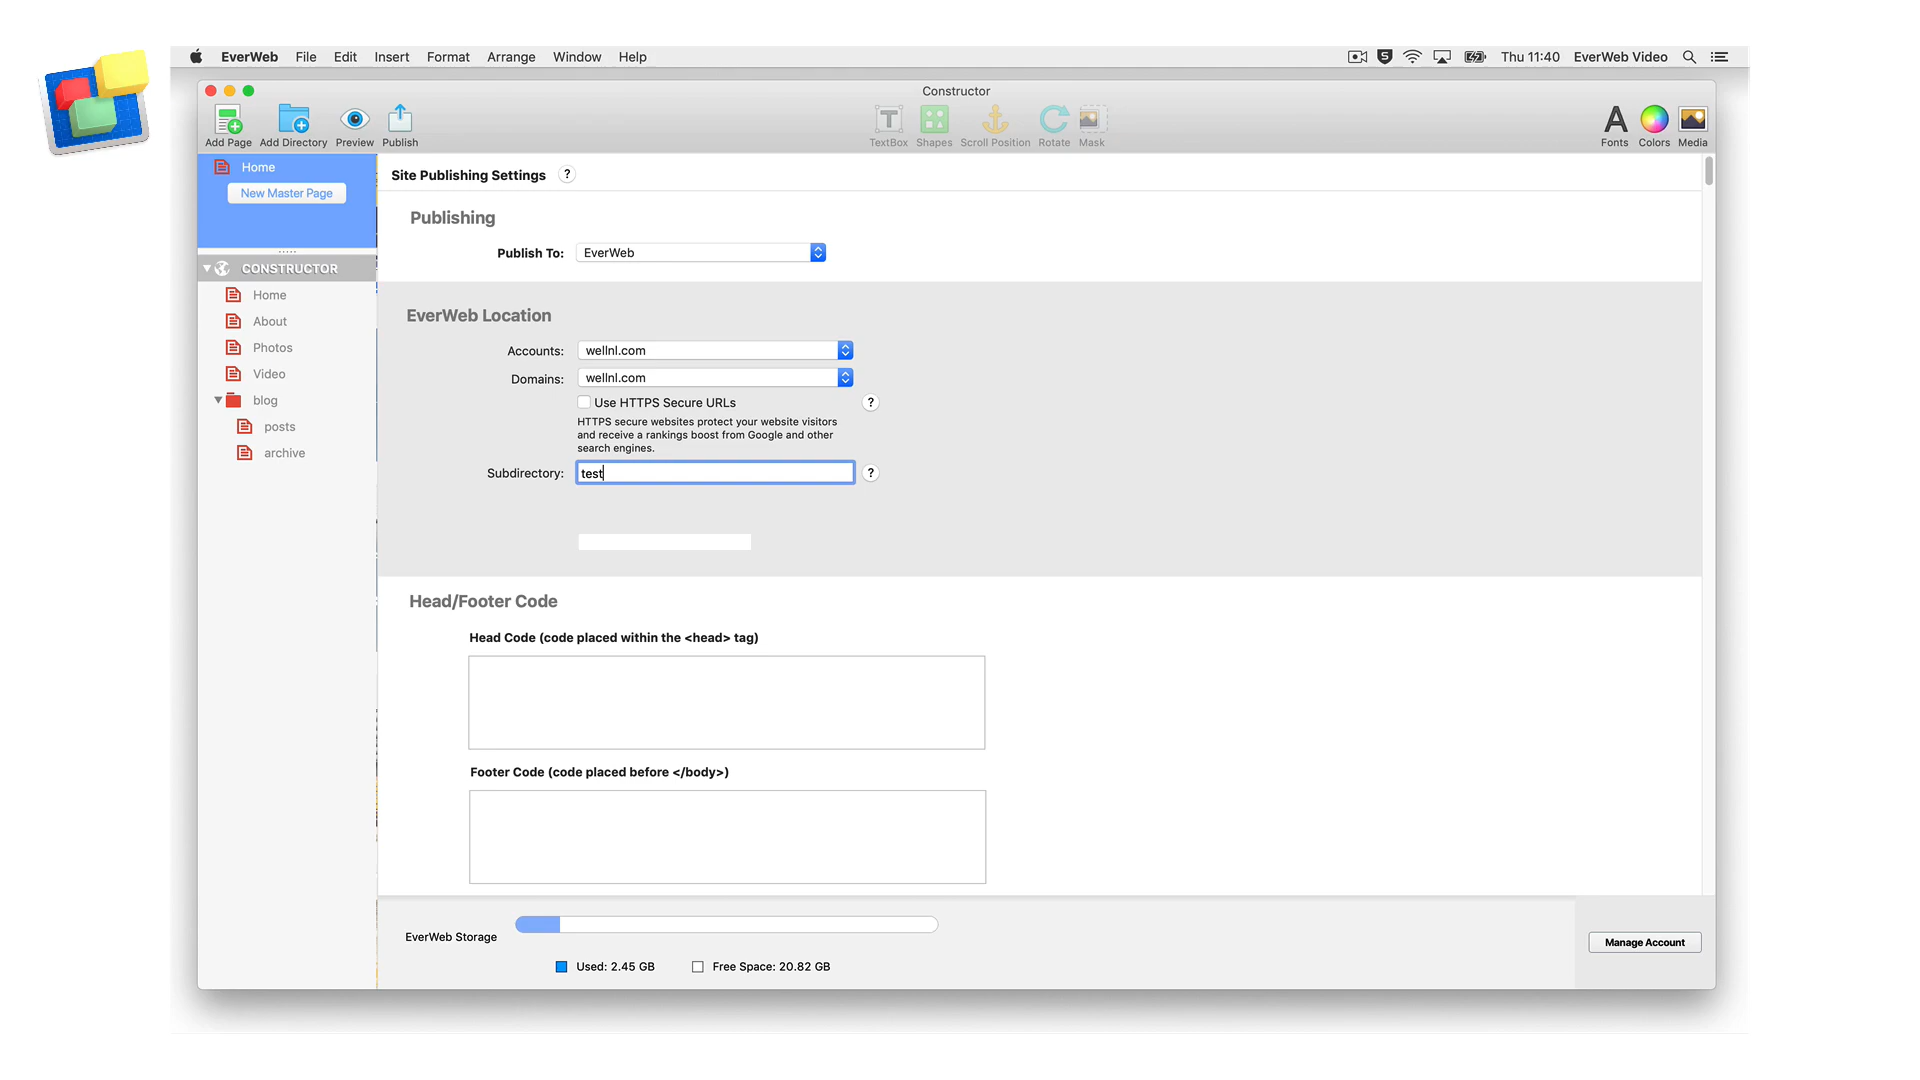 EverWeb File Edit Insert Format Arrange Window Help
S Thu 11:40 EverWeb Video
Constructor
Add Page Add Directory Preview Publish
TextBox Shapes Scroll Position Rotate Mask
Fonts Colors Media
Home
New Master Page
CONSTRUCTOR
Home
About
Photos
Video
blog
posts
archive
Site Publishing Settings ?
Publishing
Publish To: EverWeb
EverWeb Location
Accounts: wellnl.com
Domains: wellnl.com
Use HTTPS Secure URLs ?
HTTPS secure websites protect your website visitors
and receive a rankings boost from Google and other
search engines.
Subdirectory: test ?
Head/Footer Code
Head Code (code placed within the <head> tag)
Footer Code (code placed before </body>)
EverWeb Storage
Used: 2.45 GB Free Space: 20.82 GB
Manage Account